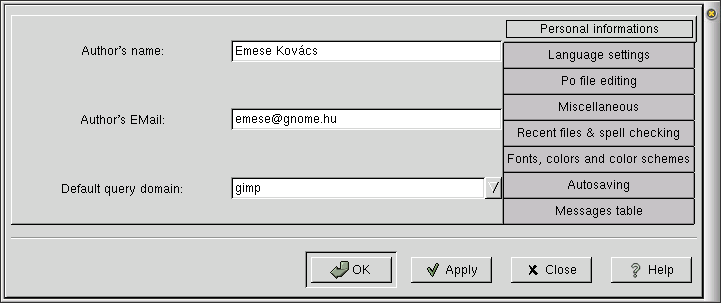 Author's name:
Emese Kovács
Author's EMail:
emese@gnome.hu
Default query domain:
gimp
Personal informations
Language settings
Po file editing
Miscellaneous
Recent files & spell checking
Fonts, colors and color schemes
Autosaving
Messages table
OK
Apply
Close
Help